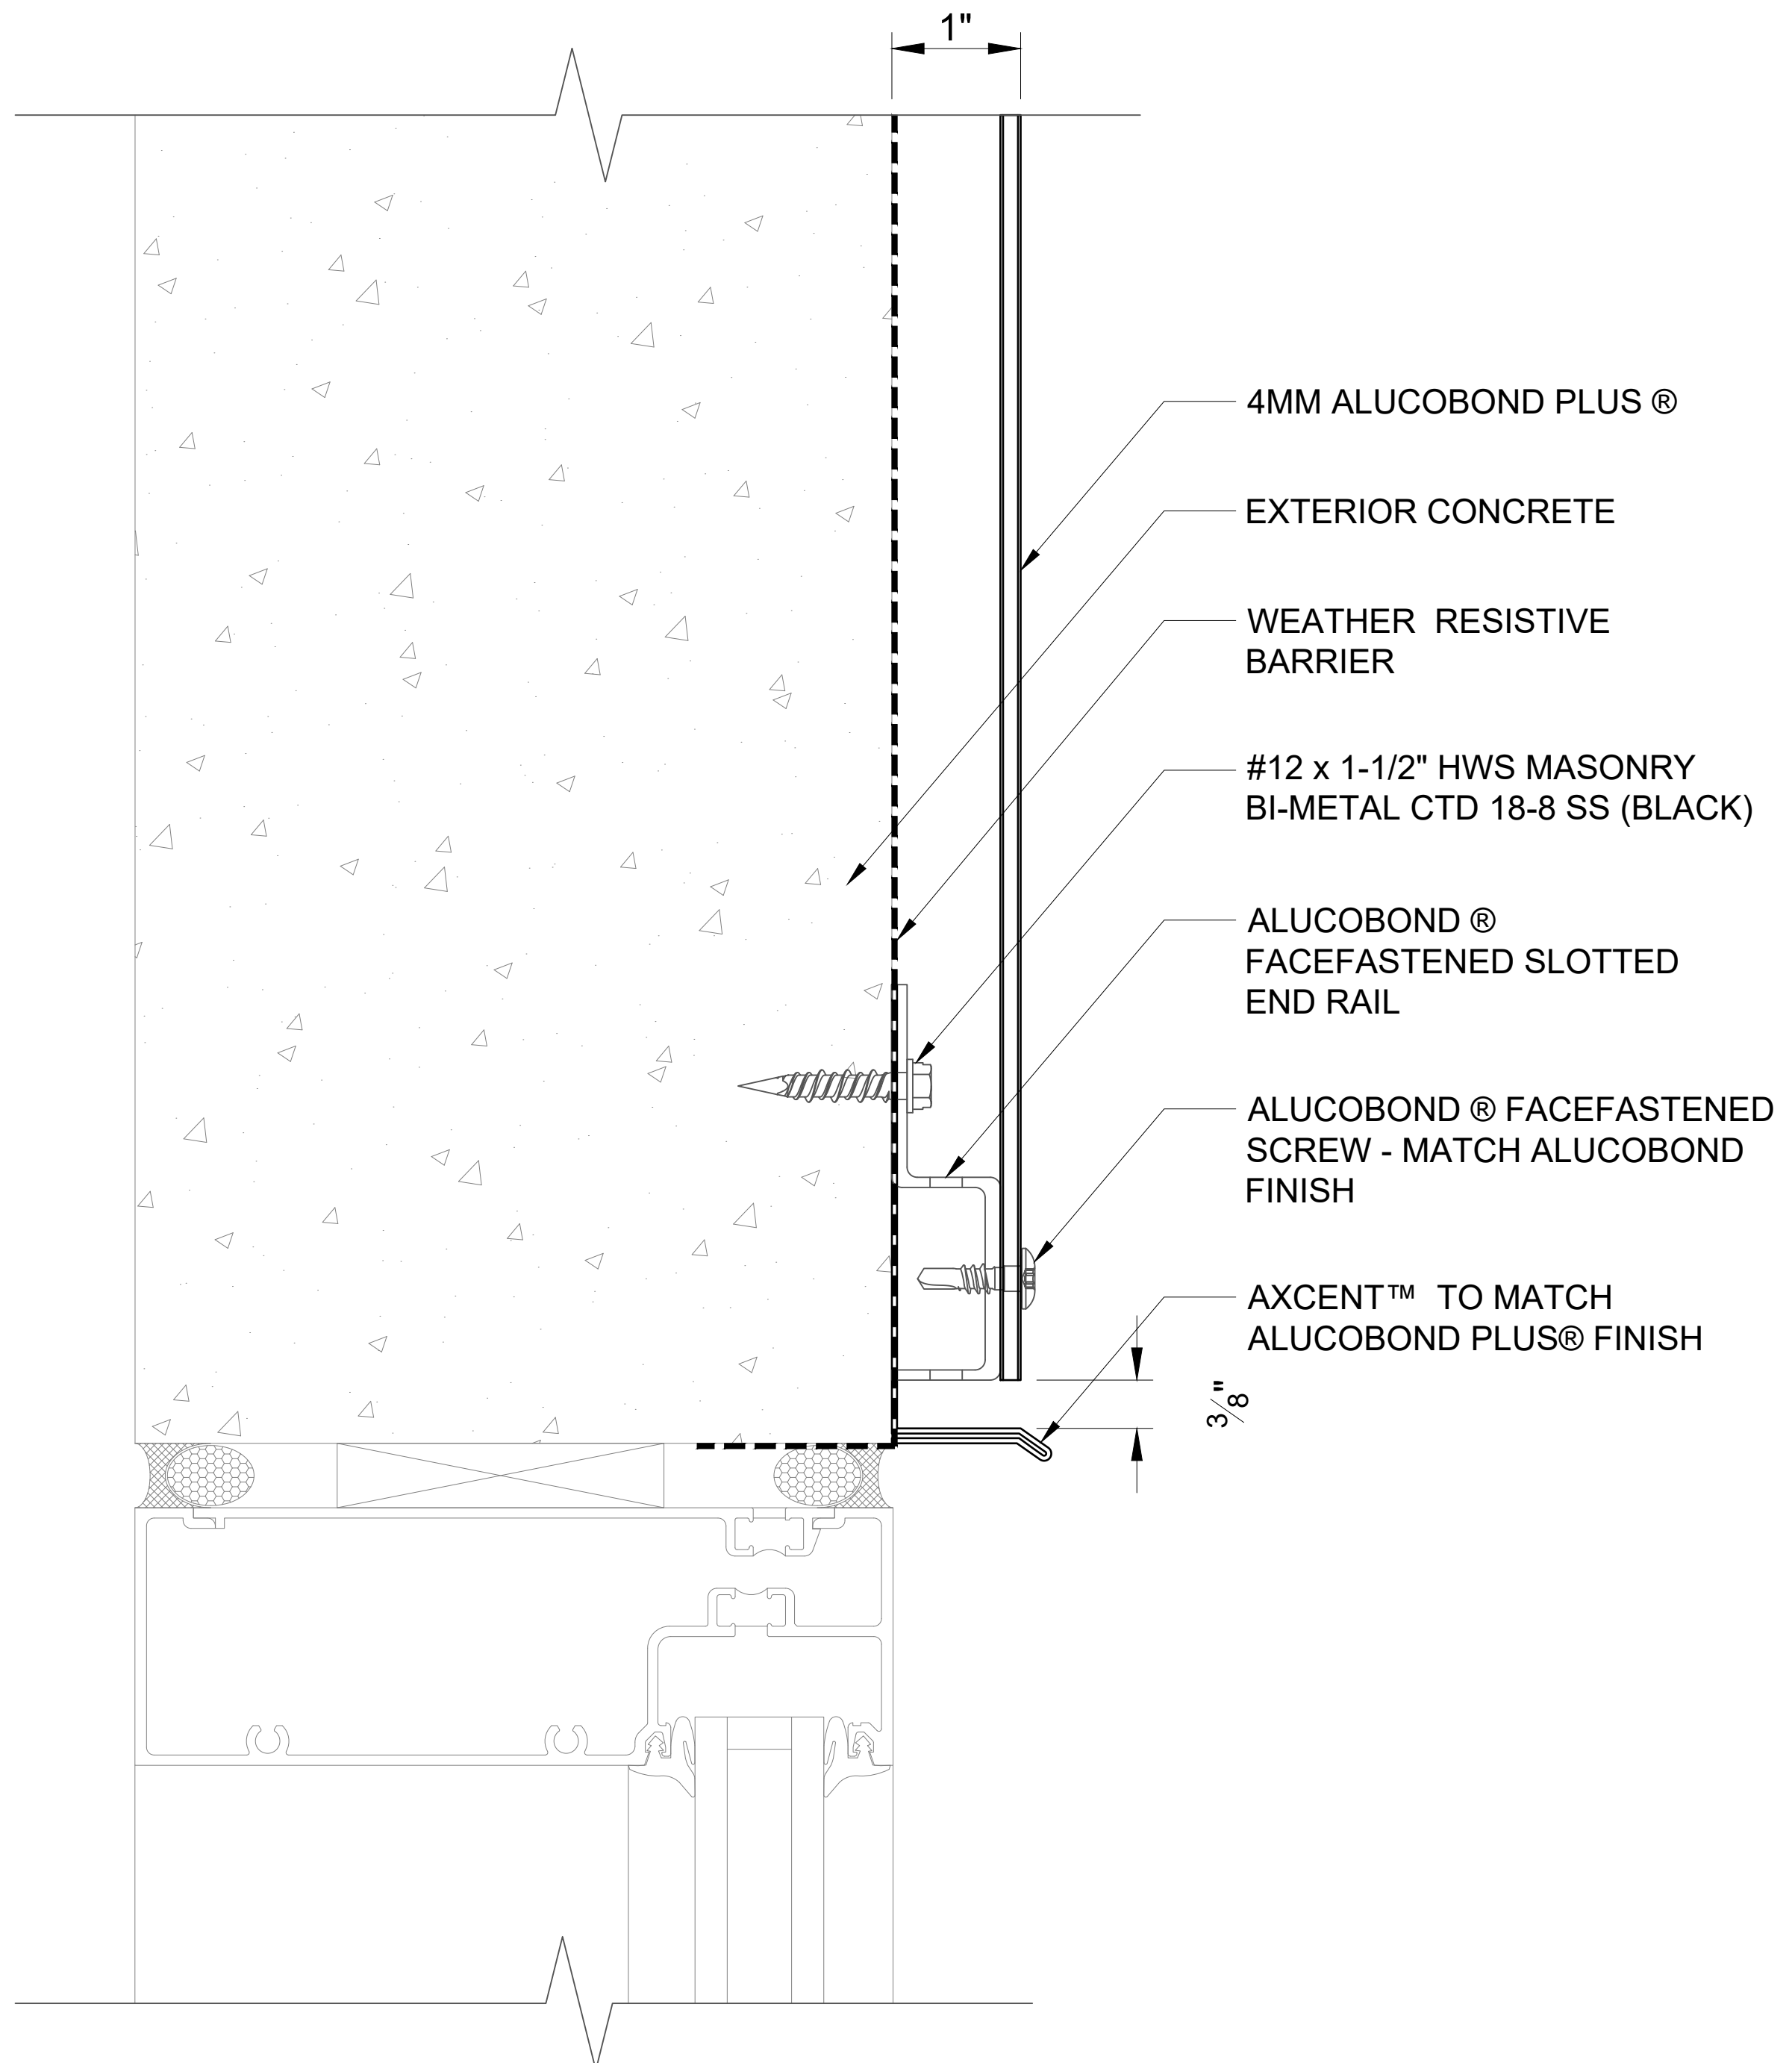 1"
4MM ALUCOBOND PLUS ®
EXTERIOR CONCRETE
WEATHER RESISTIVE
BARRIER
#12 x 1-1/2" HWS MASONRY
BI-METAL CTD 18-8 SS (BLACK)
ALUCOBOND ®
FACEFASTENED SLOTTED
END RAIL
ALUCOBOND ® FACEFASTENED
SCREW - MATCH ALUCOBOND
FINISH
AXCENT™ TO MATCH
ALUCOBOND PLUS® FINISH
3/8"